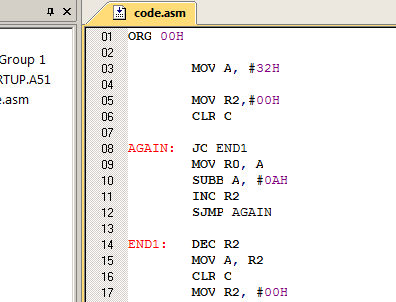 code.asm
Group 1
RTUP.A51
e.asm
01 ORG 00H
02
03 MOV A, #32H
04
05 MOV R2,#00H
06 CLR C
07
08 AGAIN: JC END1
09 MOV R0, A
10 SUBB A, #0AH
11 INC R2
12 SJMP AGAIN
13
14 END1: DEC R2
15 MOV A, R2
16 CLR C
17 MOV R2, #00H